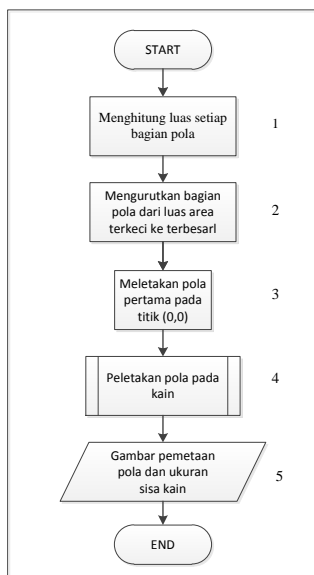 START
Menghitung luas setiap
bagian pola
1
Mengurutkan bagian
pola dari luas area
terkeci ke terbesarl
2
Meletakan pola
pertama pada
titik (0,0)
3
Peletakan pola pada
kain
4
Gambar pemetaan
pola dan ukuran
sisa kain
5
END